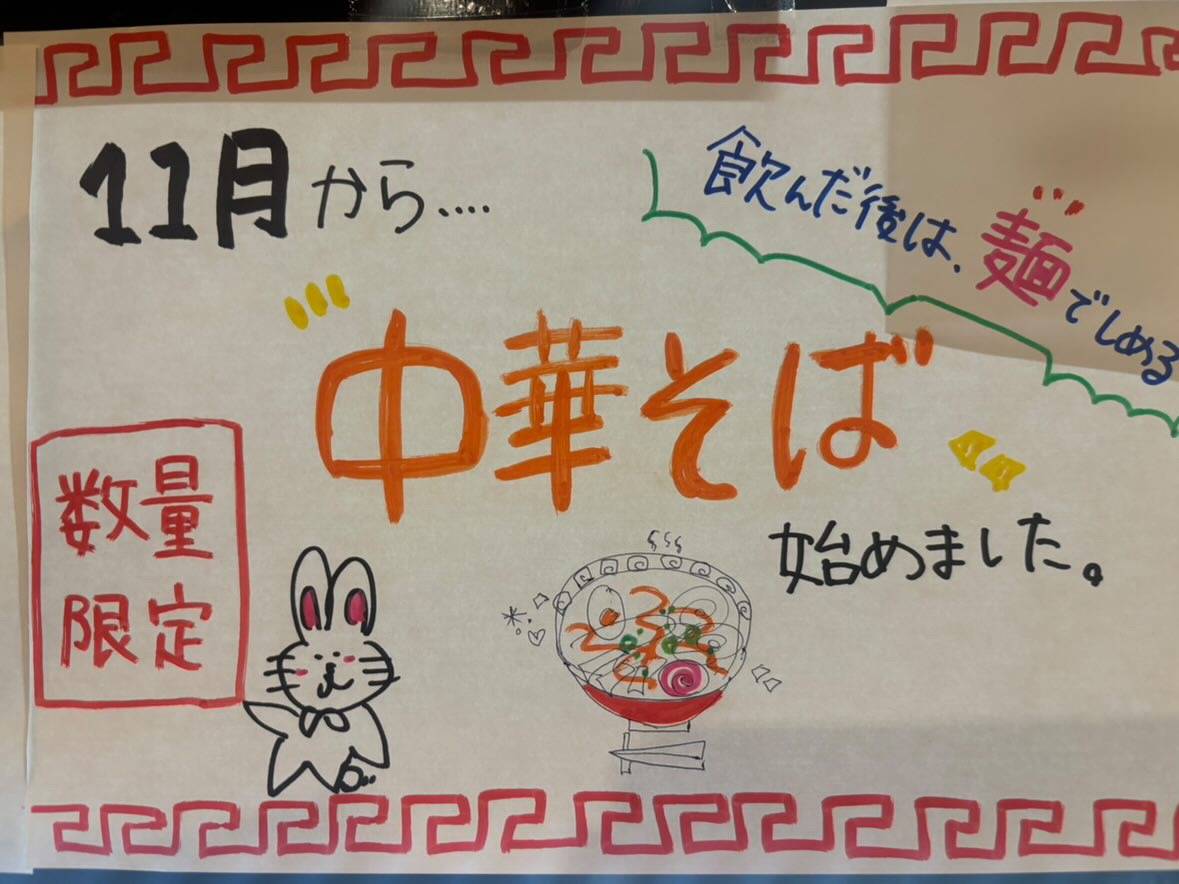 11月から....
飲んだ後は、麺でしめる
中華そば
始めました。
数量
限定